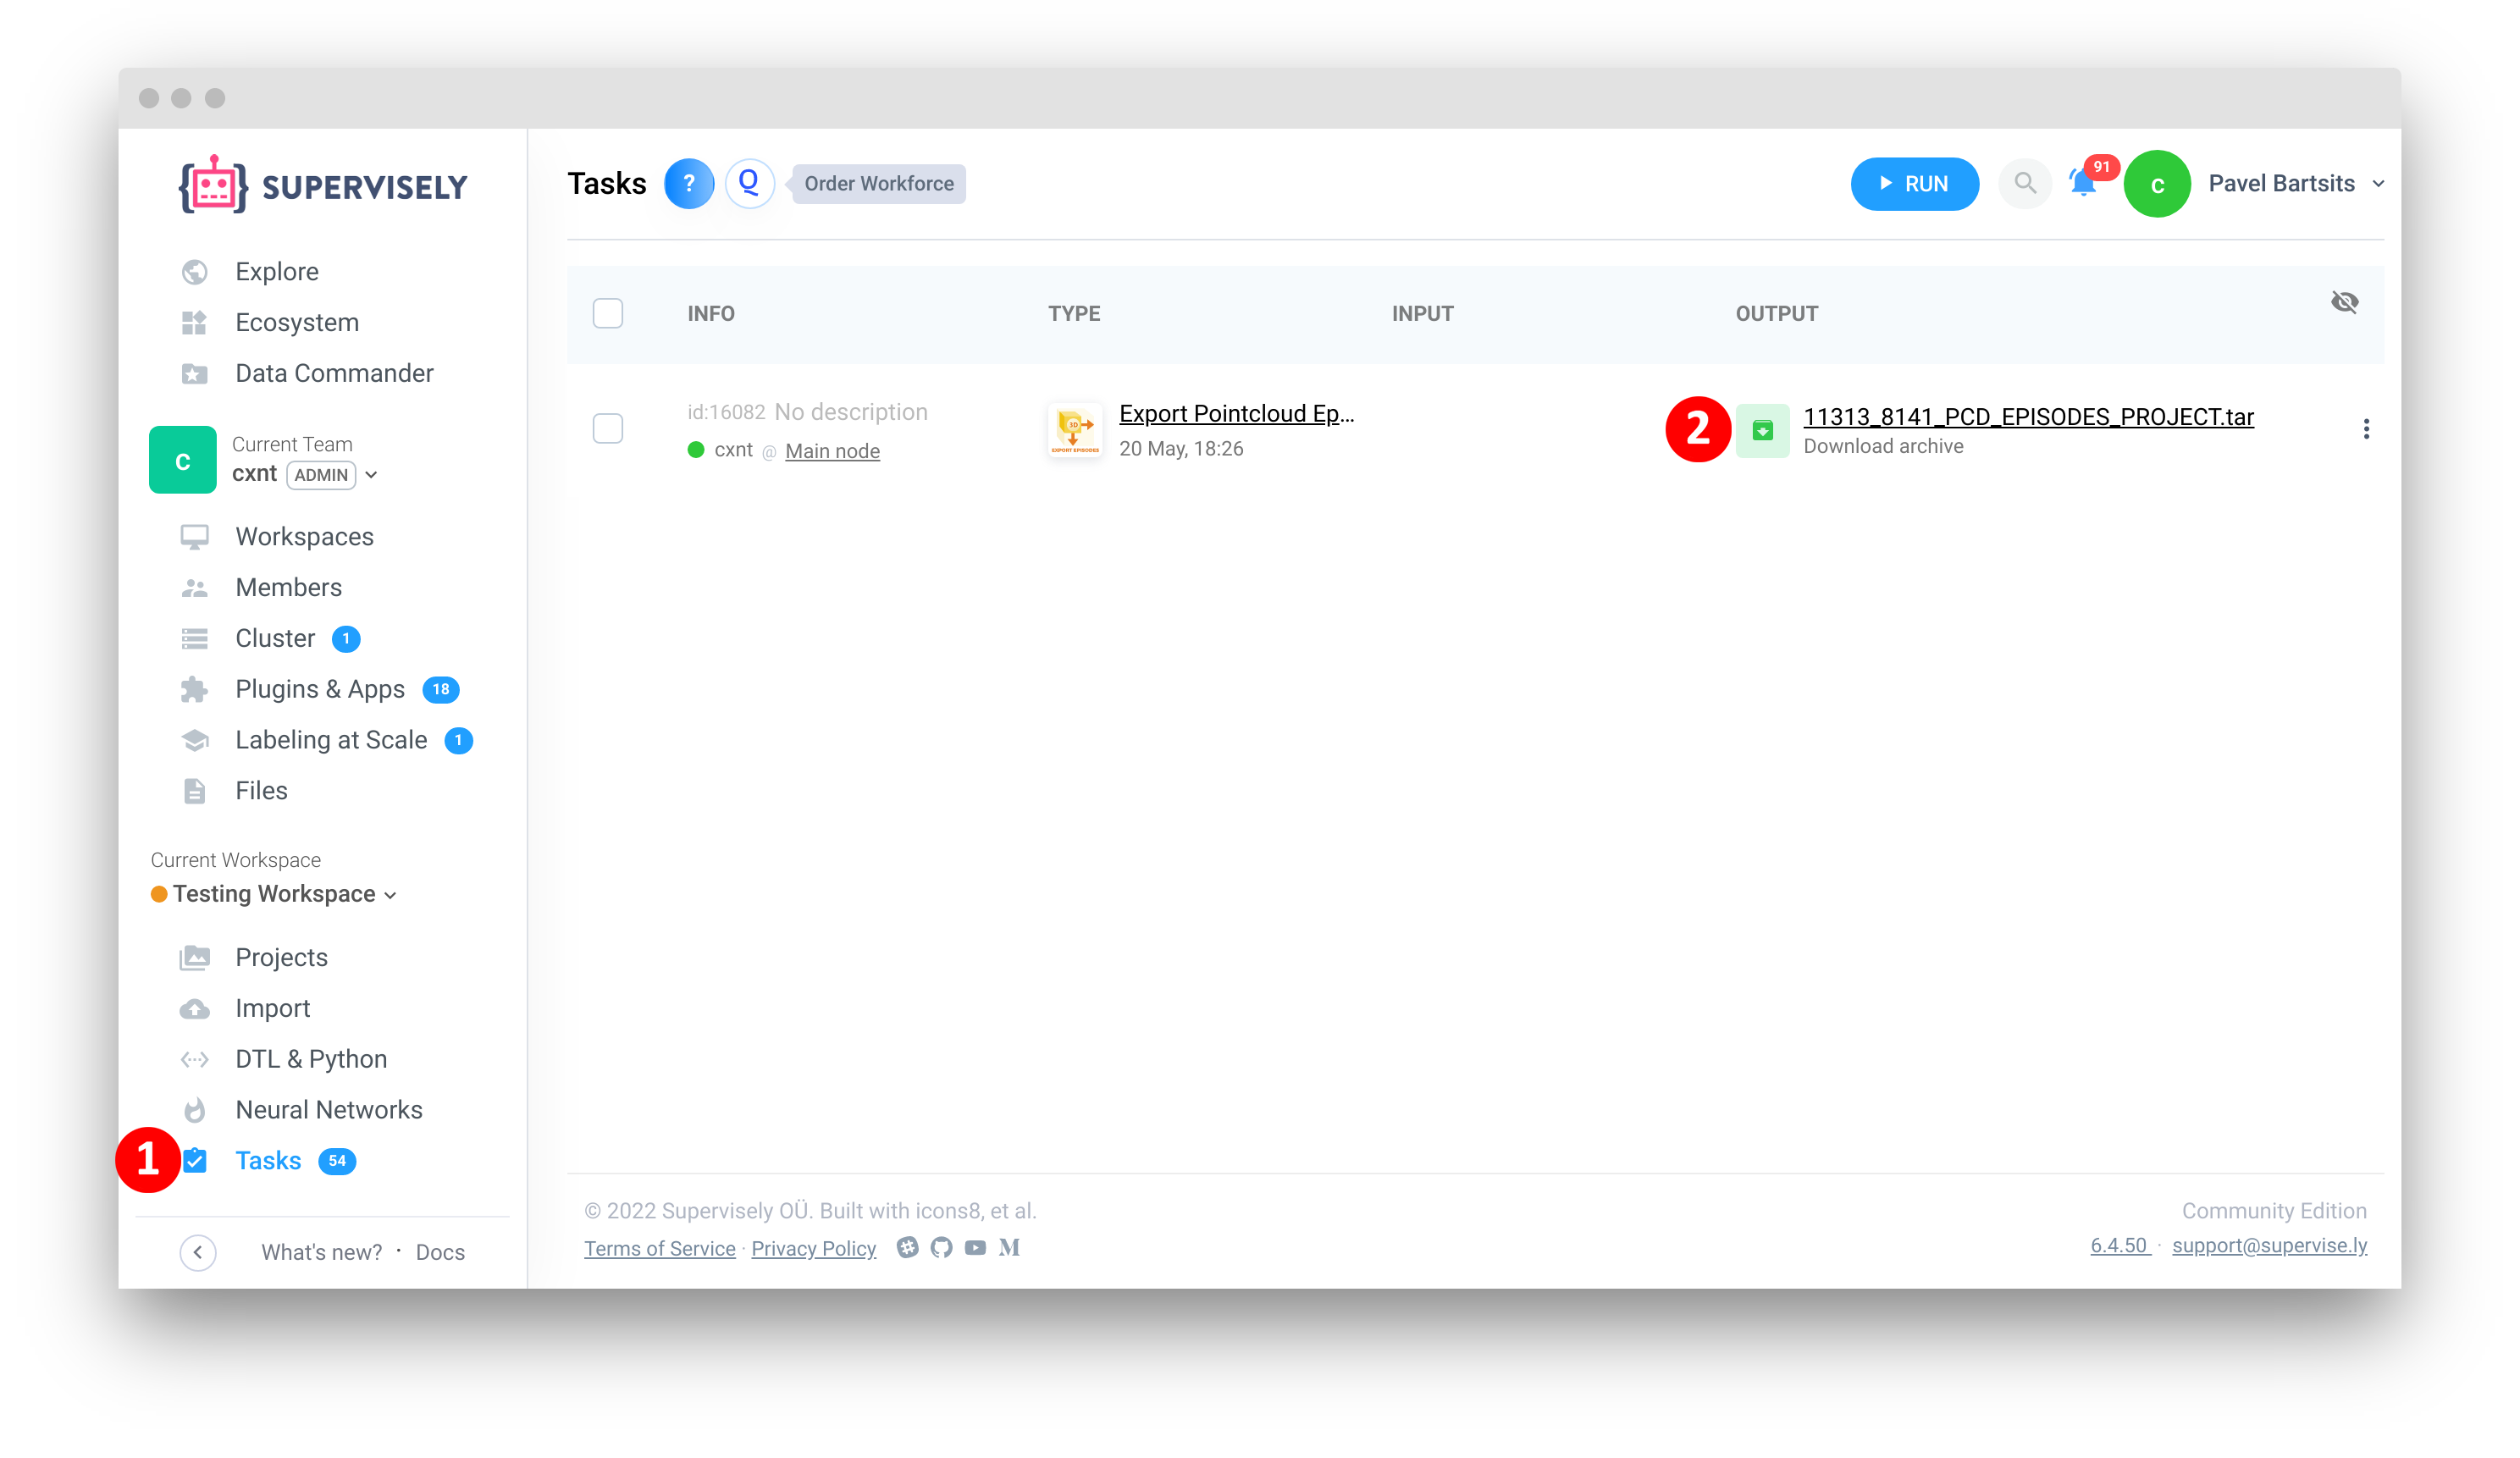 SUPERVISELY
Explore
Ecosystem
Data Commander
C
Current Team
cxnt ADMIN
Workspaces
Members
Cluster 1
Plugins & Apps 18
Labeling at Scale 1
Files
Current Workspace
Testing Workspace
Projects
Import
DTL & Python
Neural Networks
1 Tasks 54
What's new? · Docs
Tasks ? Q Order Workforce
RUN 91 C Pavel Bartsits
INFO TYPE INPUT OUTPUT
id:16082 No description
cxnt @ Main node
3D
EXPORT EPISODES
Export Pointcloud Ep...
20 May, 18:26
2
11313_8141_PCD_EPISODES_PROJECT.tar
Download archive
© 2022 Supervisely OÜ. Built with icons8, et al.
Terms of Service · Privacy Policy
Community Edition
6.4.50 · support@supervise.ly